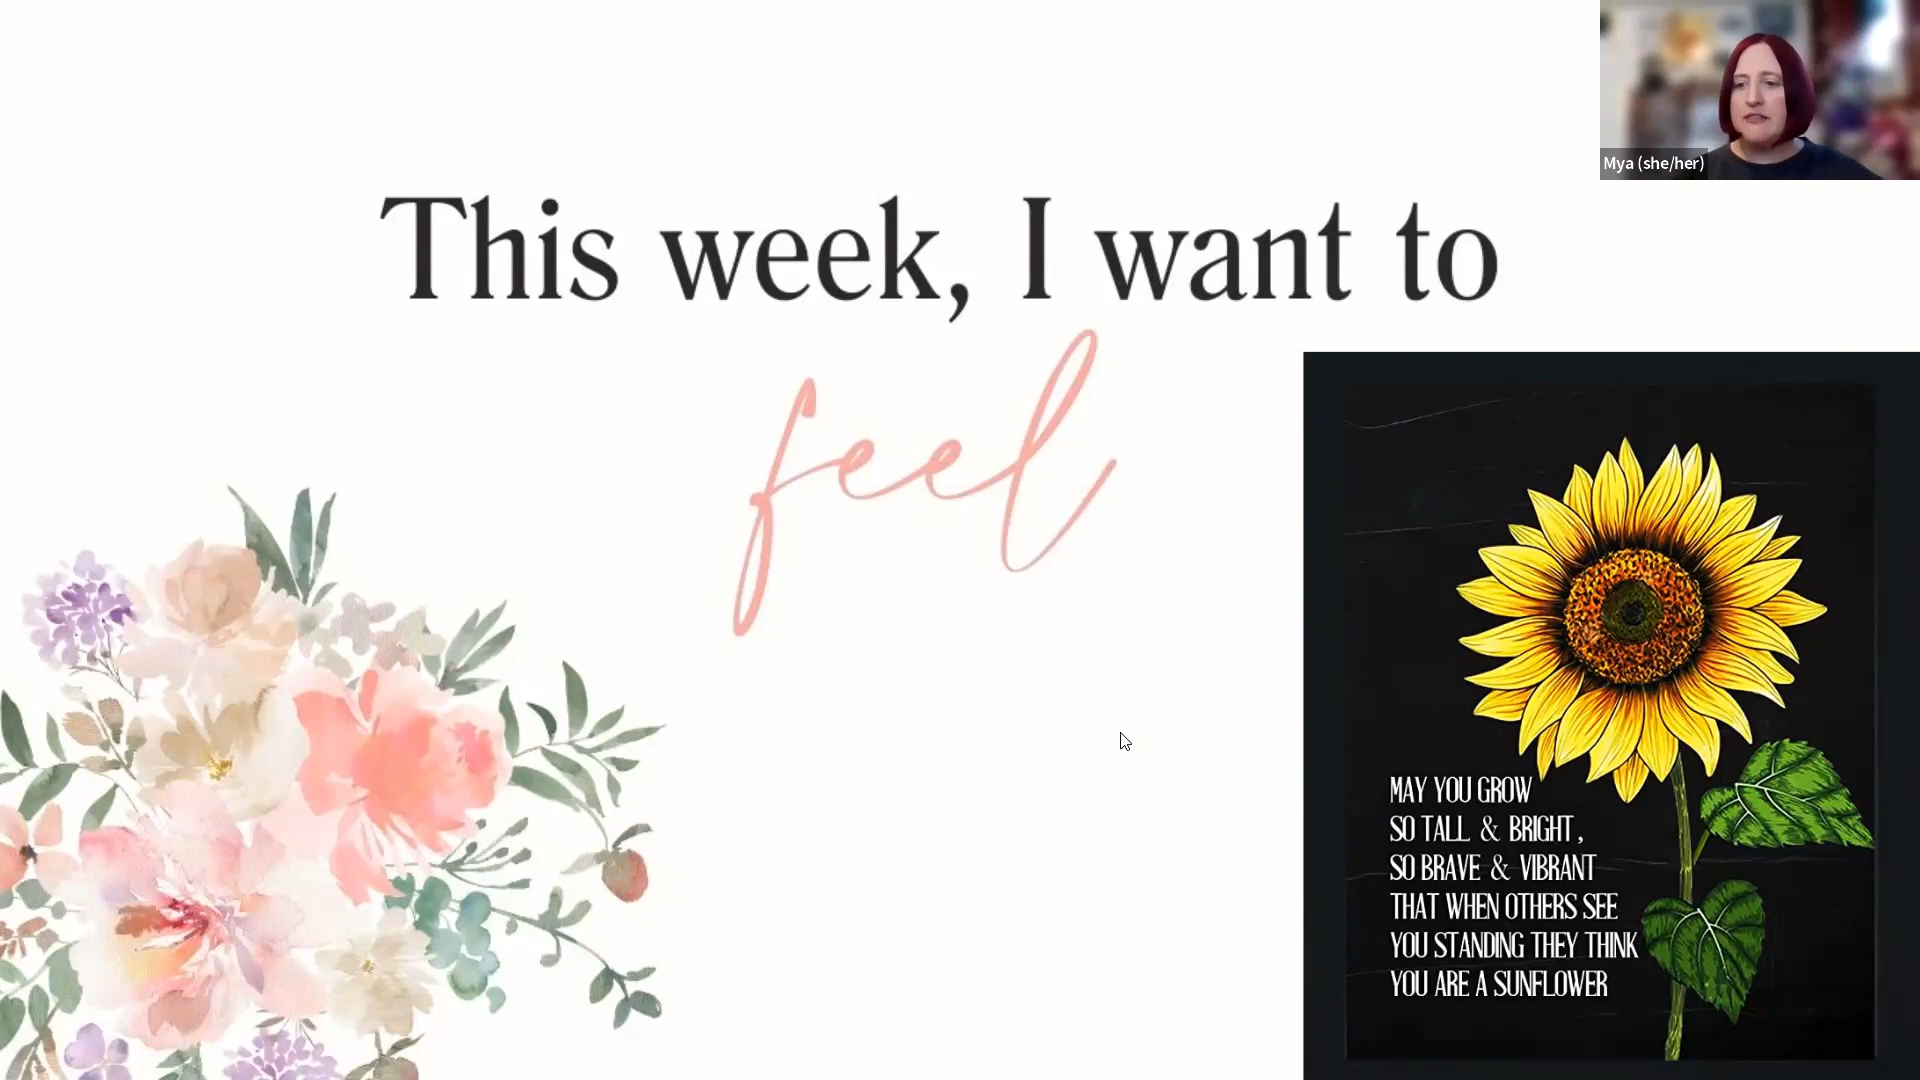 Mya (she/her)
This week, I want to
feel
MAY YOU GROW
SO TALL & BRIGHT,
SO BRAVE & VIBRANT
THAT WHEN OTHERS SEE
YOU STANDING THEY THINK
YOU ARE A SUNFLOWER